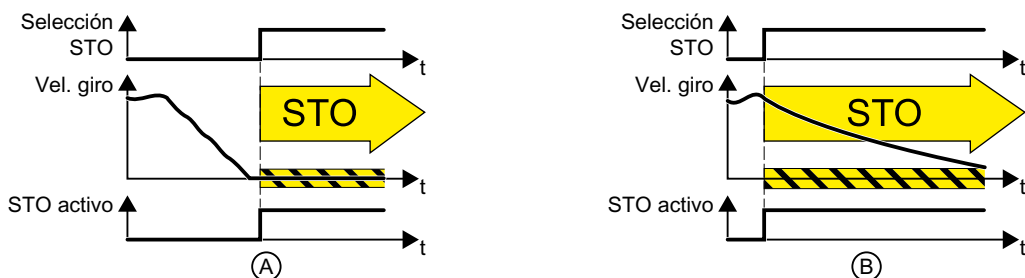 Selección
STO
t
Vel. giro
STO
t
STO activo
t
A
Selección
STO
t
Vel. giro
STO
t
STO activo
t
B